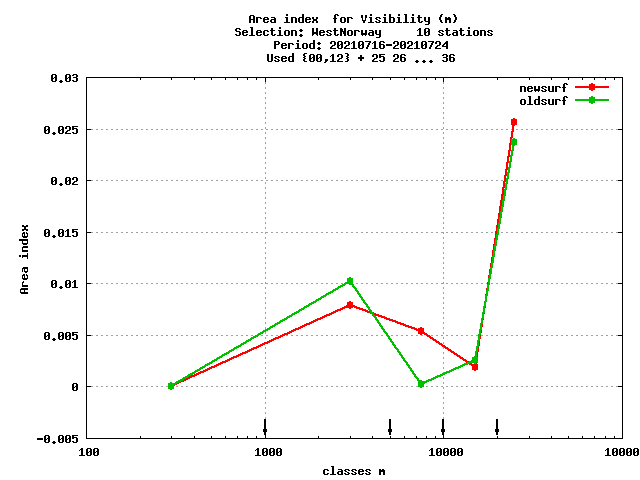 Area index  for Visibility (m)
Selection: WestNorway     10 stations
Period: 20210716-20210724
Used {00,12} + 25 26 ... 36
0.03
newsurf
oldsurf
0.025
0.02
0.015
Area index
0.01
0.005
0
-0.005
100 1000 10000 10000
classes m